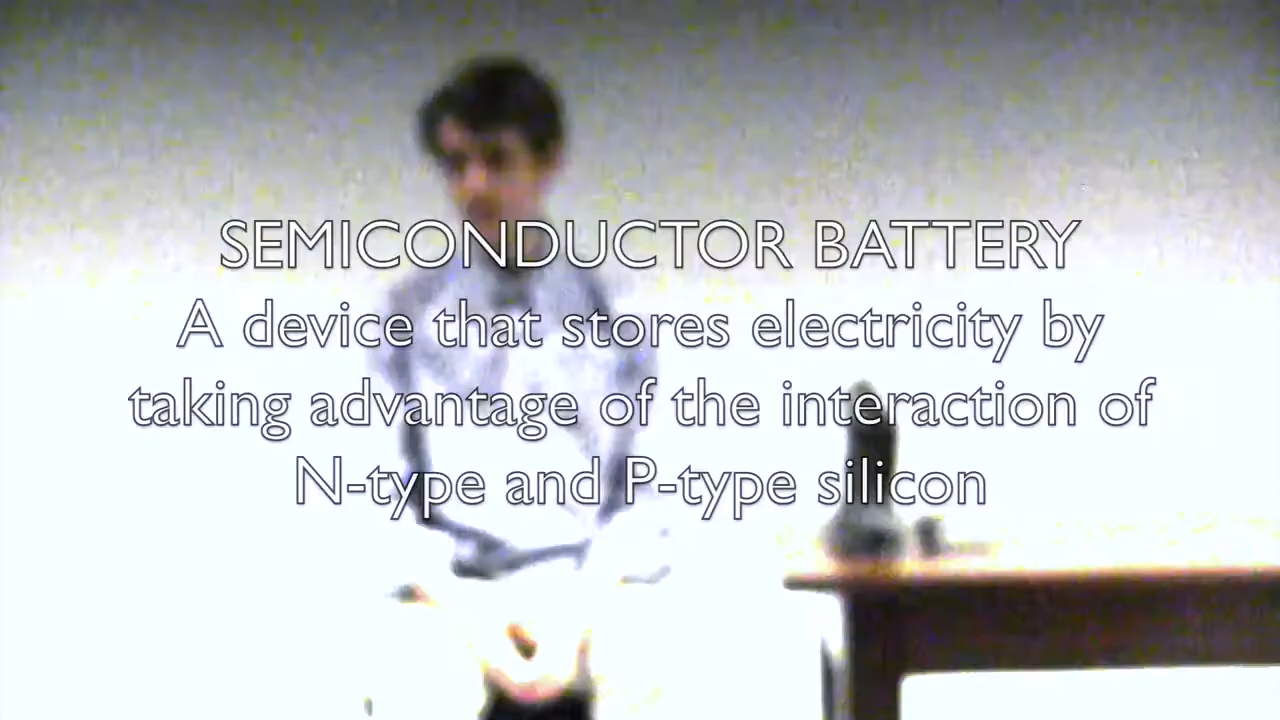 SEMICONDUCTOR BATTERY
A device that stores electricity by
taking advantage of the interaction of
N-type and P-type silicon